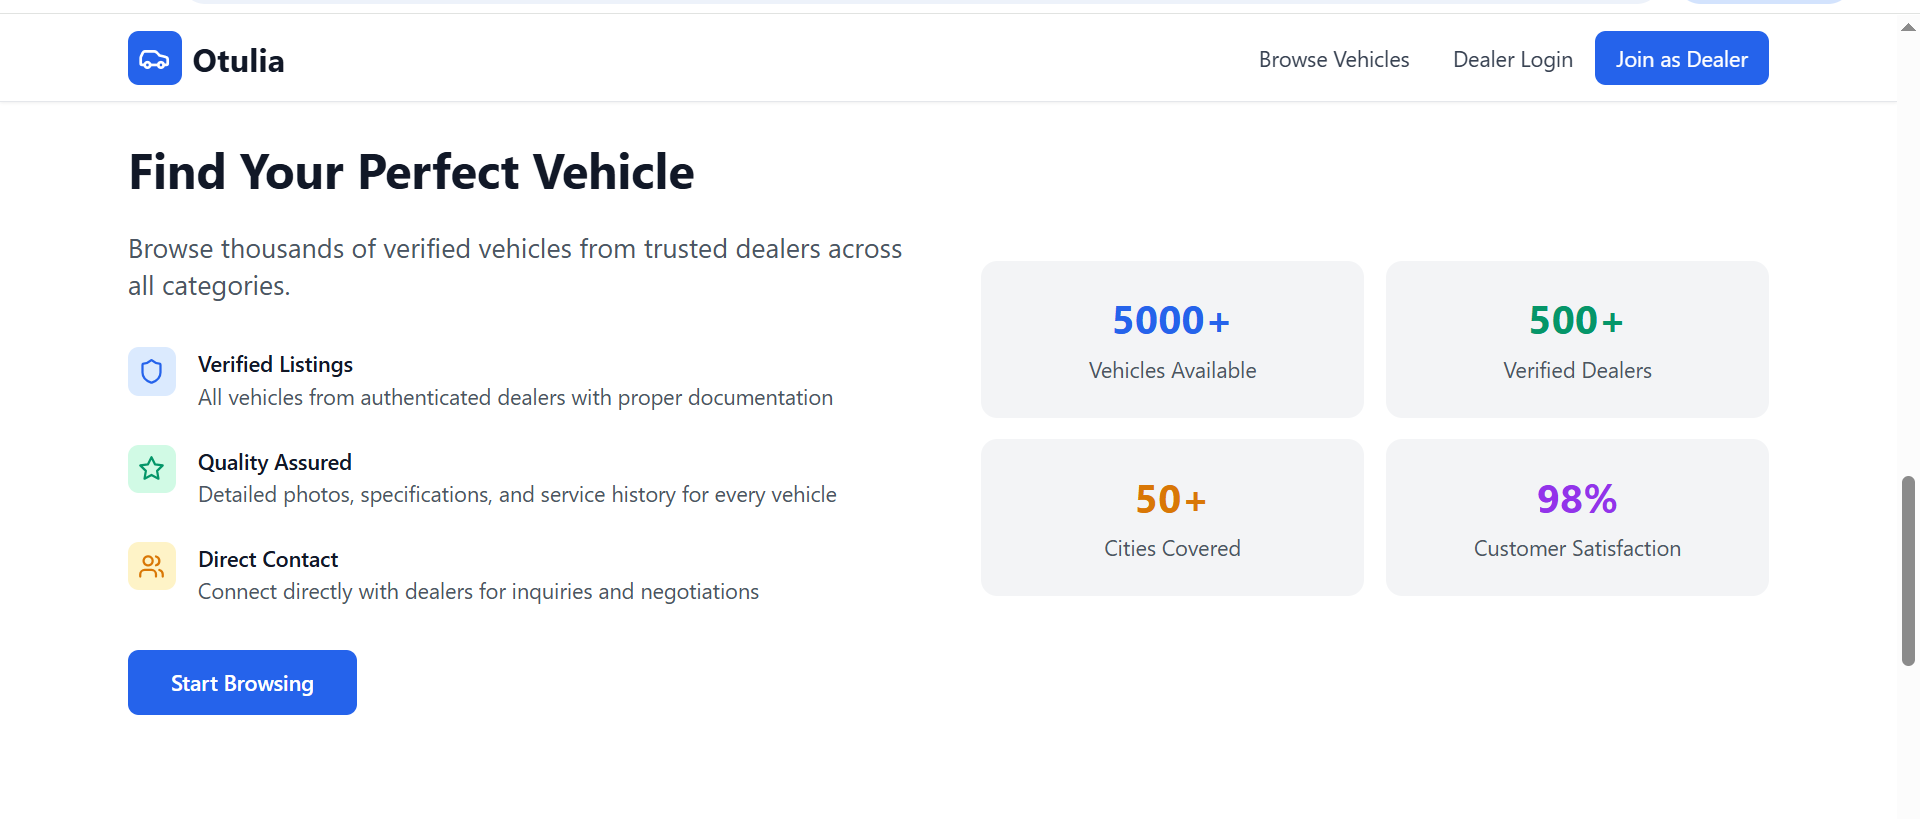 Otulia
Browse Vehicles
Dealer Login
Join as Dealer
Find Your Perfect Vehicle
Browse thousands of verified vehicles from trusted dealers across
all categories.
Verified Listings
All vehicles from authenticated dealers with proper documentation
Quality Assured
Detailed photos, specifications, and service history for every vehicle
Direct Contact
Connect directly with dealers for inquiries and negotiations
Start Browsing
5000+
Vehicles Available
500+
Verified Dealers
50+
Cities Covered
98%
Customer Satisfaction